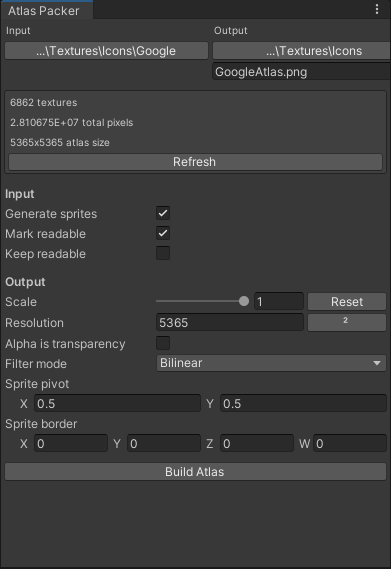 Atlas Packer
Input Output
...\Textures\Icons\Google ...\Textures\Icons
GoogleAtlas.png
6862 textures
2.810675E+07 total pixels
5365x5365 atlas size
Refresh
Input
Generate sprites
Mark readable
Keep readable
Output
Scale 1 Reset
Resolution 5365 ²
Alpha is transparency
Filter mode Bilinear
Sprite pivot
X 0.5 Y 0.5
Sprite border
X 0 Y 0 Z 0 W 0
Build Atlas